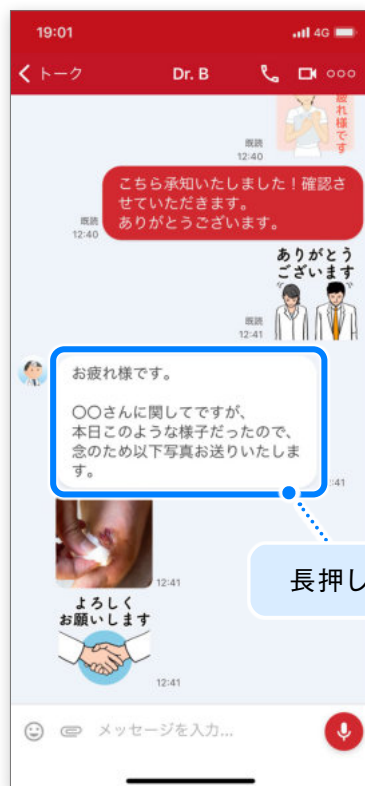 19:01
4G
トーク
Dr. B
れ様です
既読
12:40
こちら承知いたしました！確認さ
せていただきます。
ありがとうございます。
既読
12:40
ありがとう
ございます
既読
12:41
お疲れ様です。
〇〇さんに関してですが、
本日このような様子だったので、
念のため以下写真お送りいたしま
す。
:41
12:41
長押し
よろしく
お願いします
12:41
メッセージを入力...